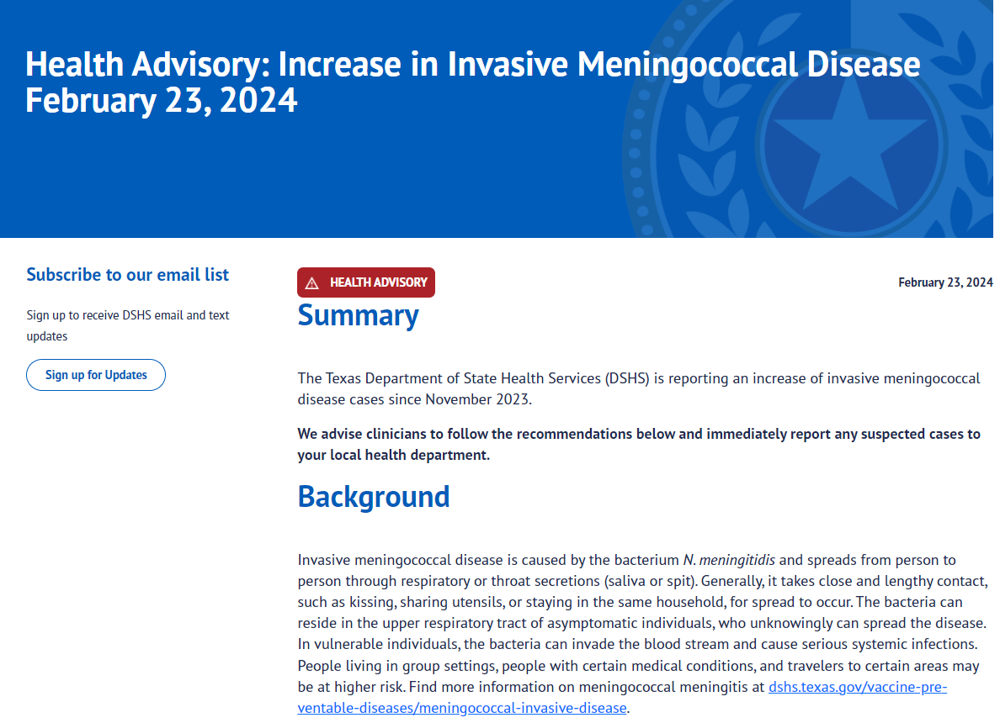 Health Advisory: Increase in Invasive Meningococcal Disease
February 23, 2024
Subscribe to our email list
Sign up to receive DSHS email and text
updates
Sign up for Updates
HEALTH ADVISORY
February 23, 2024
Summary
The Texas Department of State Health Services (DSHS) is reporting an increase of invasive meningococcal
disease cases since November 2023.
We advise clinicians to follow the recommendations below and immediately report any suspected cases to
your local health department.
Background
Invasive meningococcal disease is caused by the bacterium N. meningitidis and spreads from person to
person through respiratory or throat secretions (saliva or spit). Generally, it takes close and lengthy contact,
such as kissing, sharing utensils, or staying in the same household, for spread to occur. The bacteria can
reside in the upper respiratory tract of asymptomatic individuals, who unknowingly can spread the disease.
In vulnerable individuals, the bacteria can invade the blood stream and cause serious systemic infections.
People living in group settings, people with certain medical conditions, and travelers to certain areas may
be at higher risk. Find more information on meningococcal meningitis at dshs.texas.gov/vaccine-pre-
ventable-diseases/meningococcal-invasive-disease.